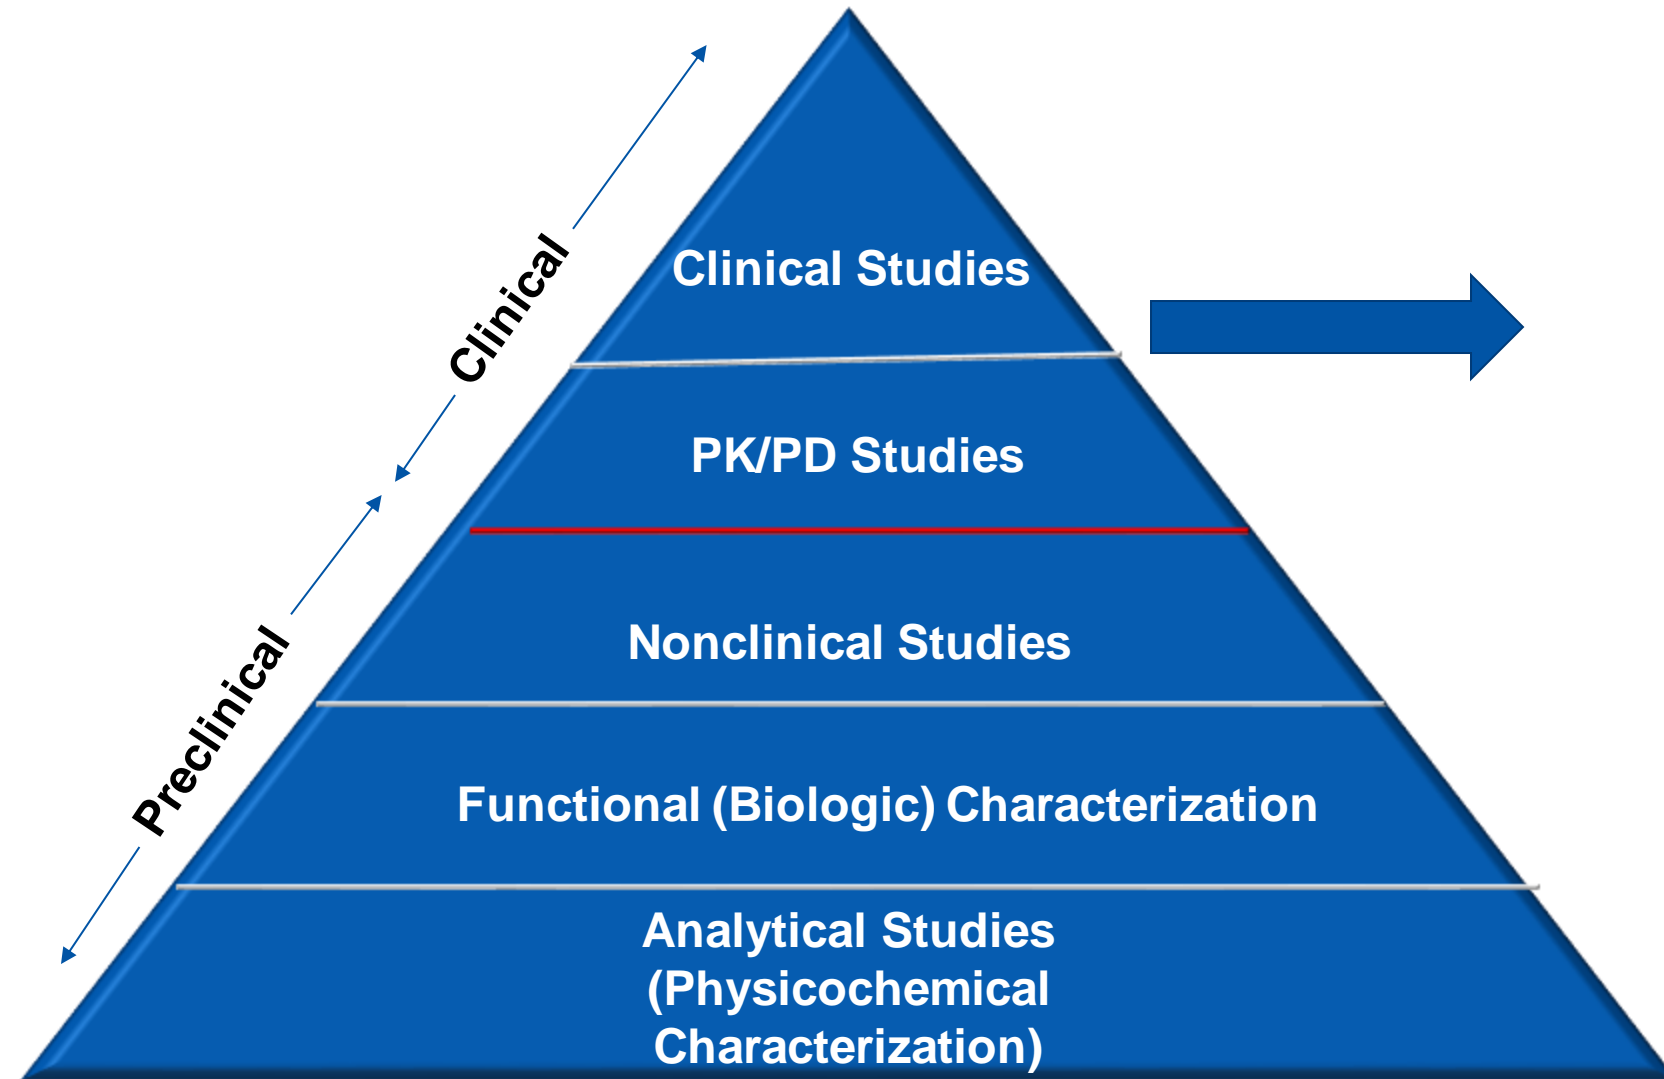 Clinical Studies
Clinical
PK/PD Studies
Nonclinical Studies
Preclinical
Functional (Biologic) Characterization
Analytical Studies
(Physicochemical
Characterization)